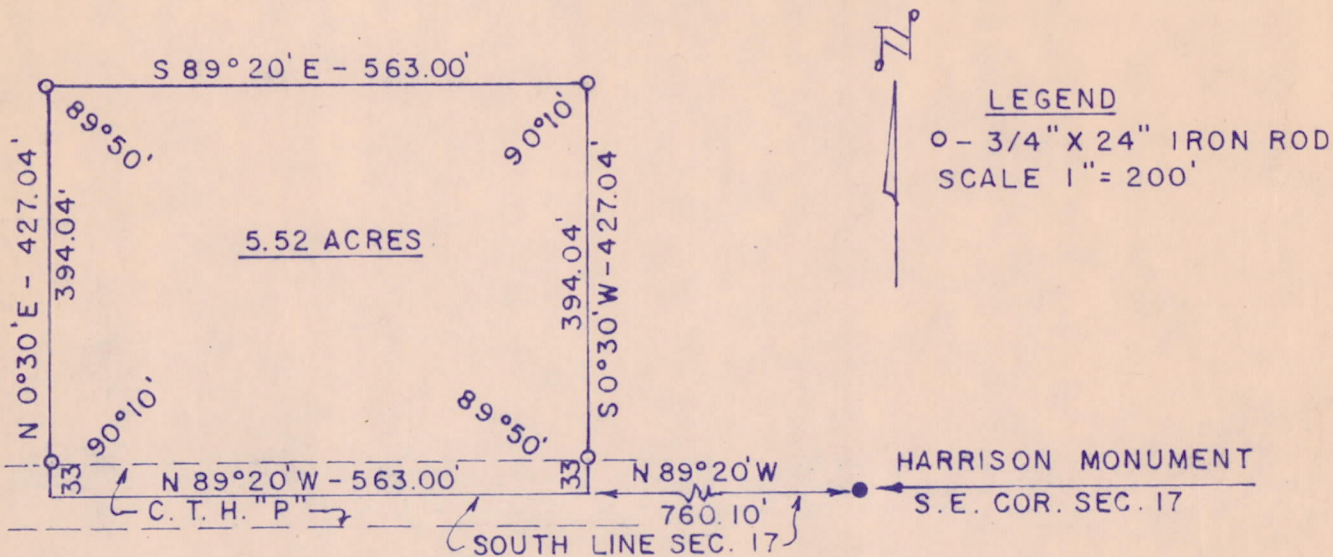 S 89°20' E - 563.00'
89°50'
90°10'
N 0°30'E - 427.04'
394.04'
5.52 ACRES
394.04'
S 0°30'W - 427.04'
90°10'
89°50'
33
N 89°20'W - 563.00'
33
C. T. H. "P"
N 89°20'W
760.10'
SOUTH LINE SEC. 17
N
LEGEND
O - 3/4" X 24" IRON ROD
SCALE 1" = 200'
HARRISON MONUMENT
S.E. COR. SEC. 17